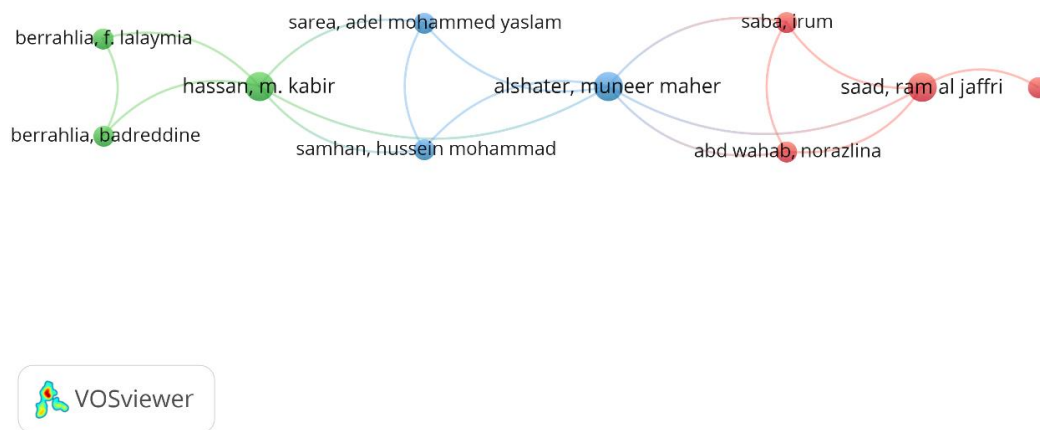 berrahlia, f. lalaymia
sarea, adel mohammed yaslam
saba, irum
hassan, m. kabir
alshater, muneer maher
saad, ram al jaffri
berrahlia, badreddine
samhan, hussein mohammad
abd wahab, norazlina
VOSviewer